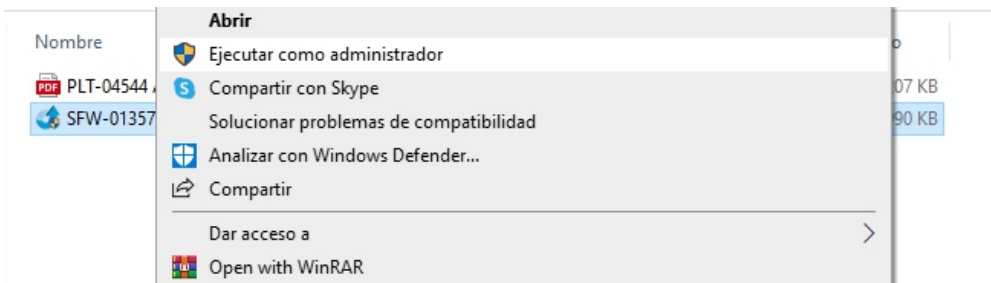 Abrir
Nombre
Ejecutar como administrador
o
PDF PLT-04544
Compartir con Skype
07 KB
SFW-01357
Solucionar problemas de compatibilidad
90 KB
Analizar con Windows Defender...
Compartir
Dar acceso a
Open with WinRAR